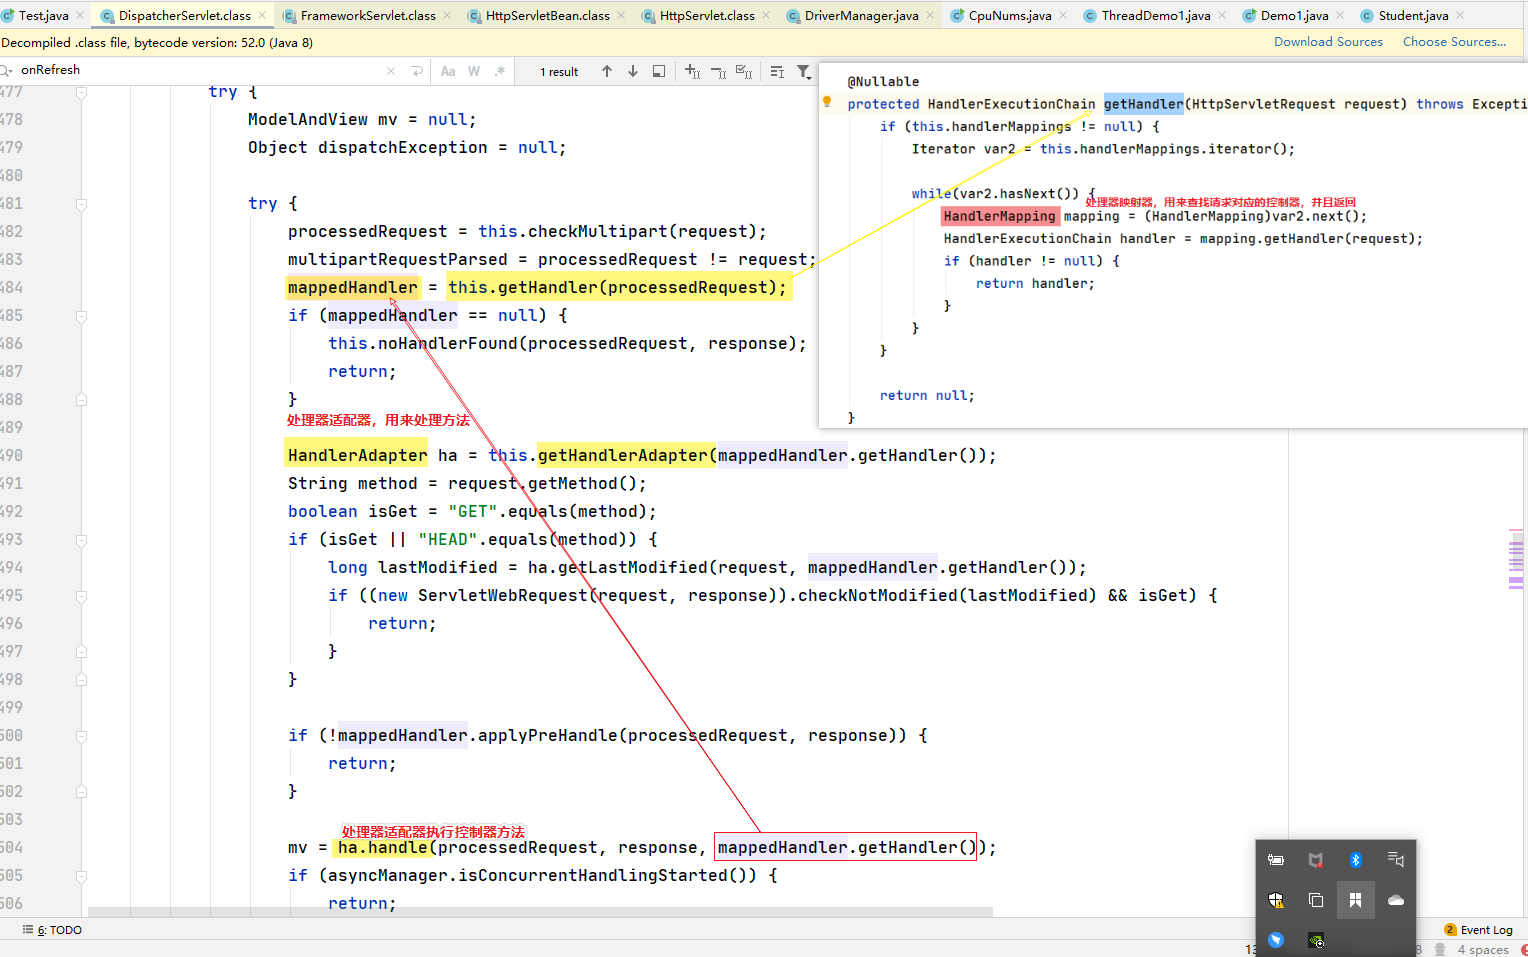 Test.java DispatcherServlet.class FrameworkServlet.class HttpServletBean.class HttpServlet.class DriverManager.java CpuNums.java ThreadDemo1.java Demo1.java Student.java
Decompiled .class file, bytecode version: 52.0 (Java 8) Download Sources Choose Sources...
onRefresh Aa W .* 1 result
477 try {
478 ModelAndView mv = null;
479 Object dispatchException = null;
480
481 try {
482 processedRequest = this.checkMultipart(request);
483 multipartRequestParsed = processedRequest != request;
484 mappedHandler = this.getHandler(processedRequest);
485 if (mappedHandler == null) {
486 this.noHandlerFound(processedRequest, response);
487 return;
488 }
489 处理器适配器，用来处理方法
490 HandlerAdapter ha = this.getHandlerAdapter(mappedHandler.getHandler());
491 String method = request.getMethod();
492 boolean isGet = "GET".equals(method);
493 if (isGet || "HEAD".equals(method)) {
494 long lastModified = ha.getLastModified(request, mappedHandler.getHandler());
495 if ((new ServletWebRequest(request, response)).checkNotModified(lastModified) && isGet) {
496 return;
497 }
498 }
499
500 if (!mappedHandler.applyPreHandle(processedRequest, response)) {
501 return;
502 }
503
处理器适配器执行控制器方法
504 mv = ha.handle(processedRequest, response, mappedHandler.getHandler());
505 if (asyncManager.isConcurrentHandlingStarted()) {
506 return;
@Nullable
protected HandlerExecutionChain getHandler(HttpServletRequest request) throws Excepti
if (this.handlerMappings != null) {
Iterator var2 = this.handlerMappings.iterator();
while(var2.hasNext()) {
处理器映射器，用来查找请求对应的控制器，并且返回
HandlerMapping mapping = (HandlerMapping)var2.next();
HandlerExecutionChain handler = mapping.getHandler(request);
if (handler != null) {
return handler;
}
}
}
return null;
}
6: TODO 2 Event Log
13 8 4 spaces